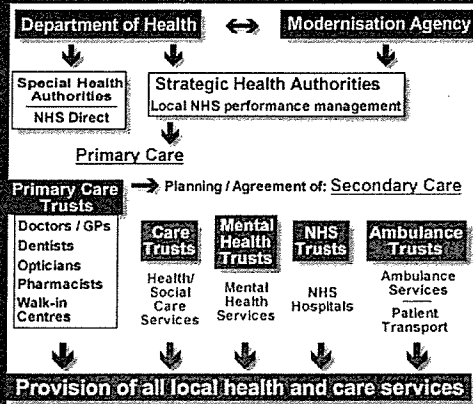 Department of Health
Modernisation Agency
Special Health
Authorities
NHS Direct
Strategic Health Authorities
Local NHS performance management
Primary Care
Primary Care
Trusts
Doctors / GPs
Dentists
Opticians
Pharmacists
Walk-in
Centres
Planning / Agreement of: Secondary Care
Care
Trusts
Health/
Social
Care
Services
Mental
Health
Trusts
Mental
Health
Services
NHS
Trusts
NHS
Hospitals
Ambulance
Trusts
Ambulance
Services
Patient
Transport
Provision of all local health and care services